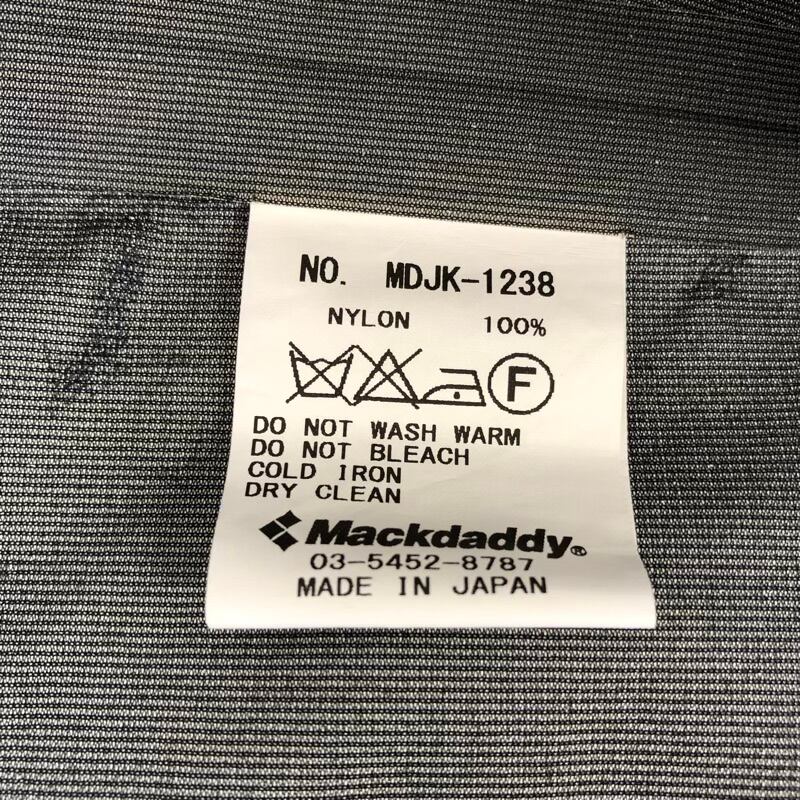 NO. MDJK-1238
NYLON 100%
F
DO NOT WASH WARM
DO NOT BLEACH
COLD IRON
DRY CLEAN
Mackdaddy®
03-5452-8787
MADE IN JAPAN